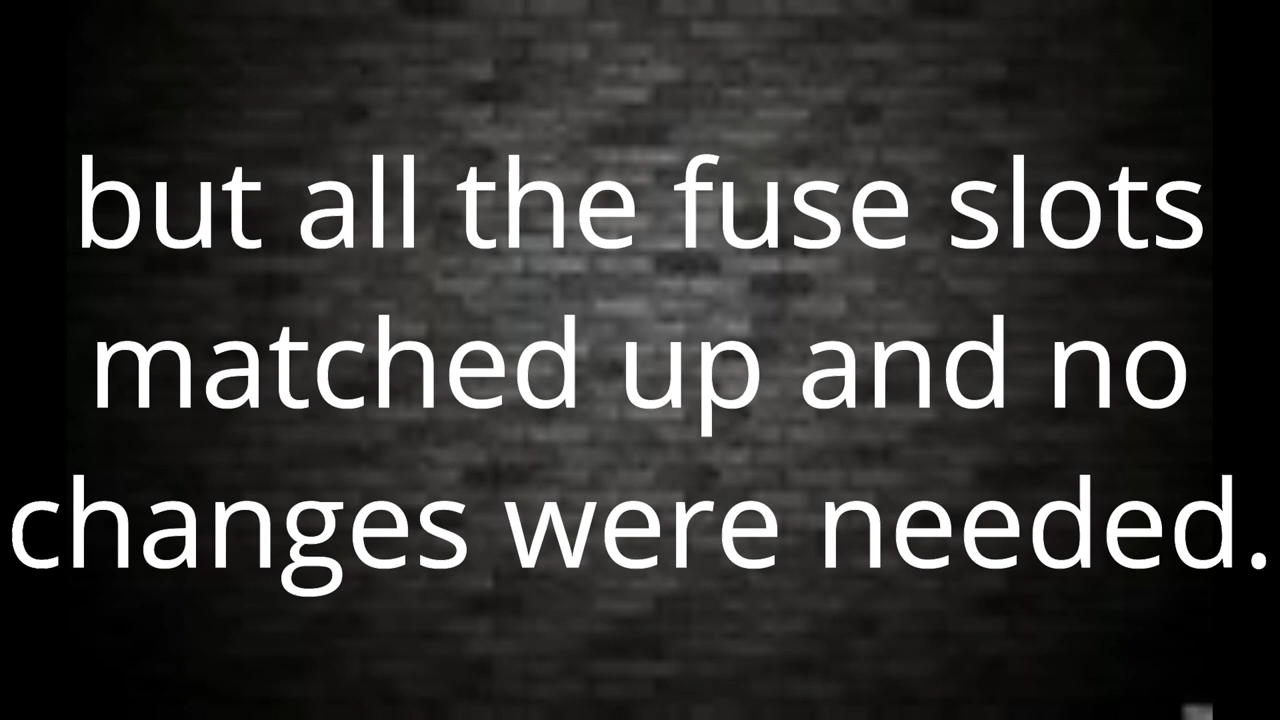 but all the fuse slots
matched up and no
changes were needed.